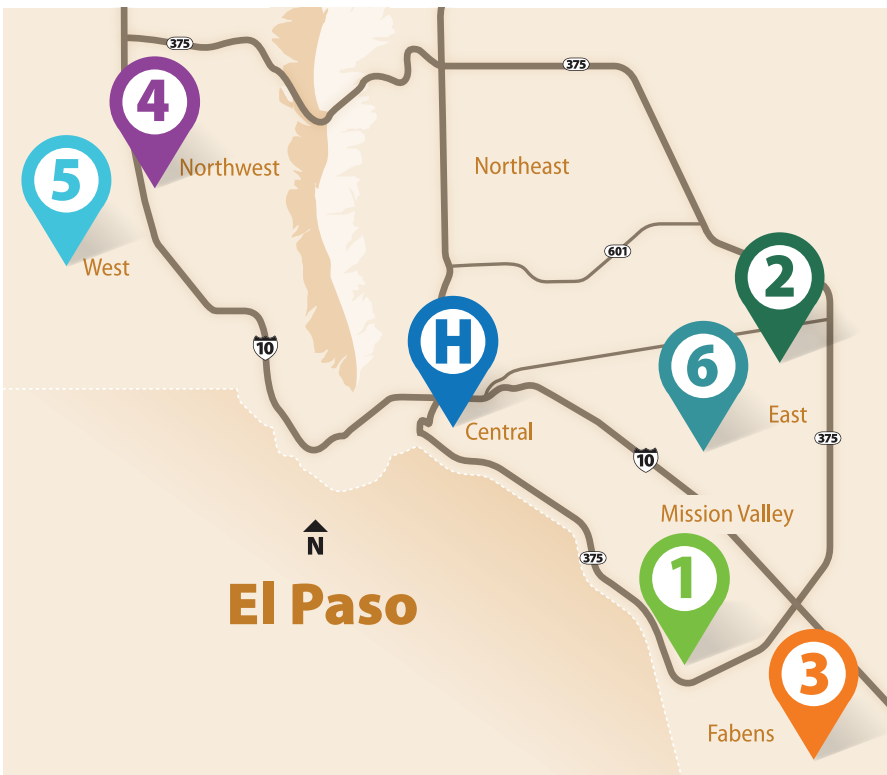 375
375
4
Northwest
Northeast
5
West
601
2
10
H
6
East
Central
375
10
Mission Valley
N
375
1
El Paso
3
Fabens